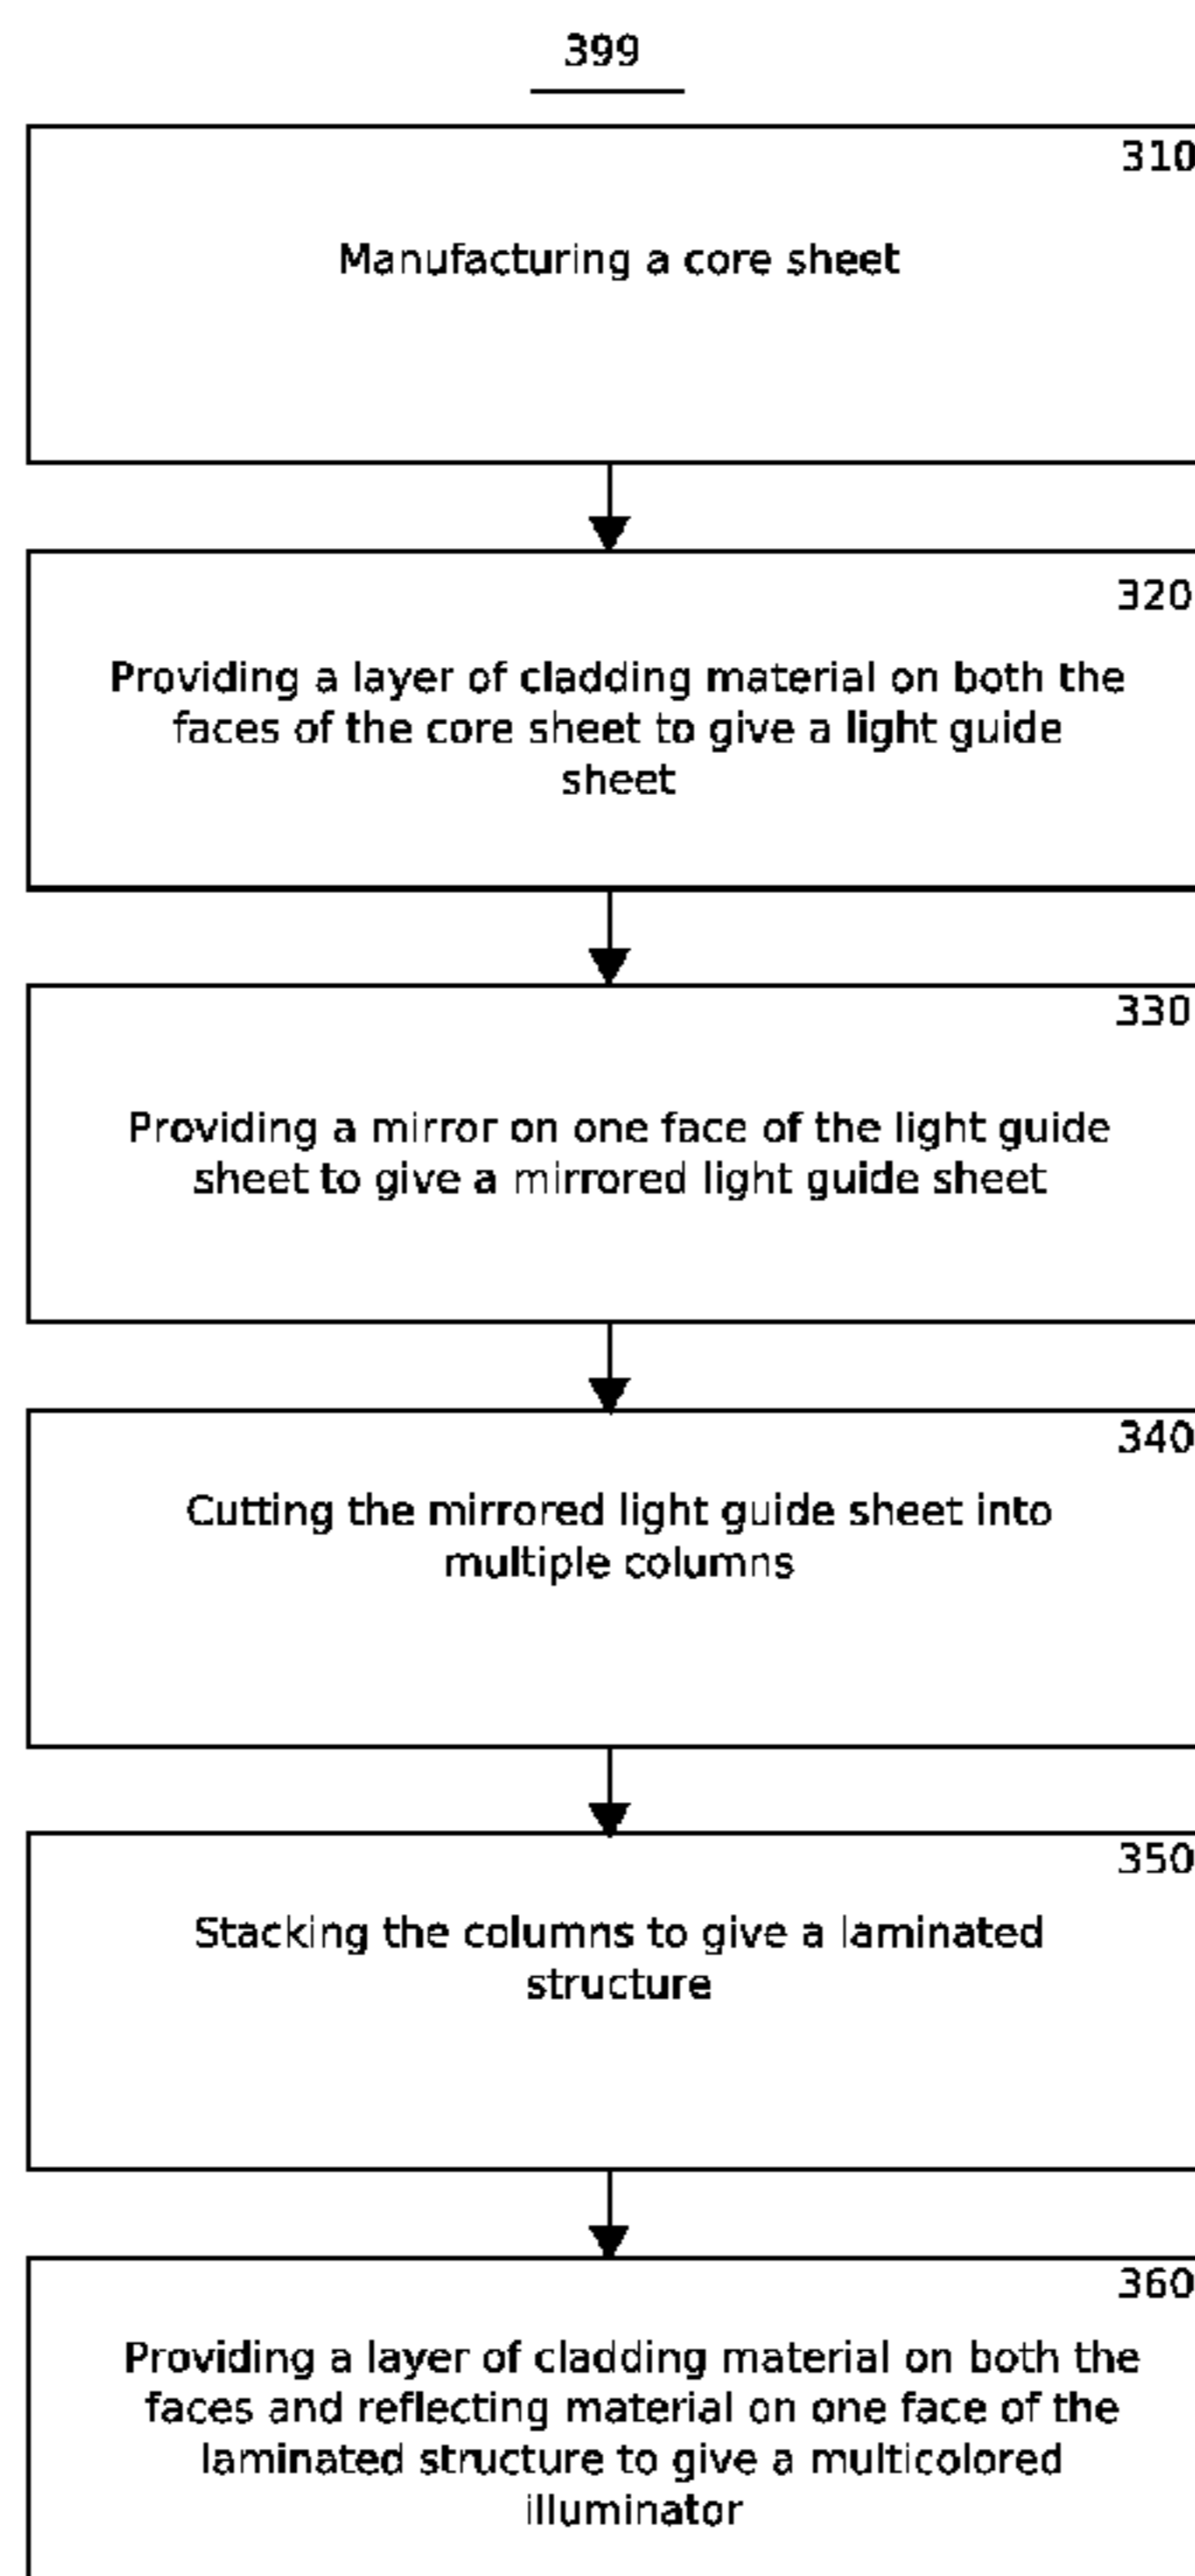 399
310
Manufacturing a core sheet
320
Providing a layer of cladding material on both the
faces of the core sheet to give a light guide
sheet
330
Providing a mirror on one face of the light guide
sheet to give a mirrored light guide sheet
340
Cutting the mirrored light guide sheet into
multiple columns
350
Stacking the columns to give a laminated
structure
360
Providing a layer of cladding material on both the
faces and reflecting material on one face of the
laminated structure to give a multicolored
illuminator